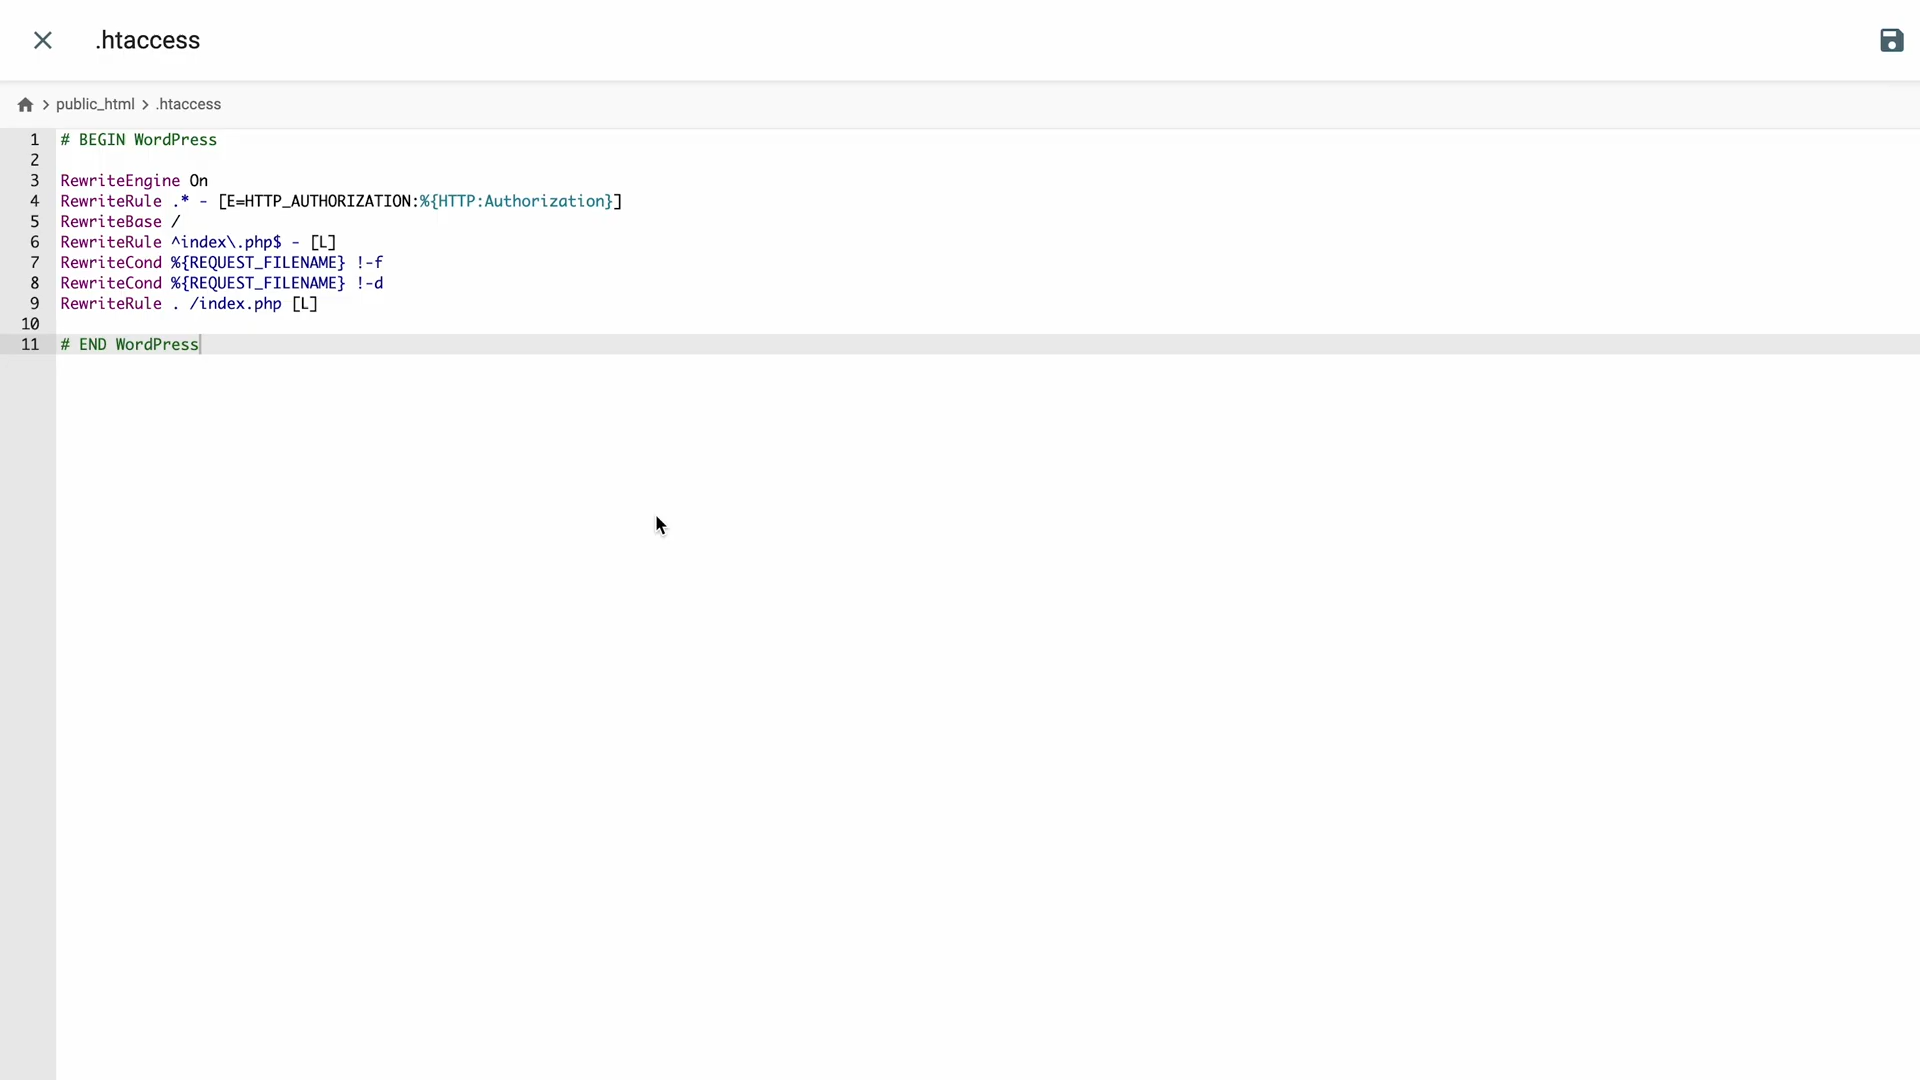 .htaccess
public_html > .htaccess
1 # BEGIN WordPress
2
3 RewriteEngine On
4 RewriteRule .* - [E=HTTP_AUTHORIZATION:%{HTTP:Authorization}]
5 RewriteBase /
6 RewriteRule ^index\.php$ - [L]
7 RewriteCond %{REQUEST_FILENAME} !-f
8 RewriteCond %{REQUEST_FILENAME} !-d
9 RewriteRule . /index.php [L]
10
11 # END WordPress